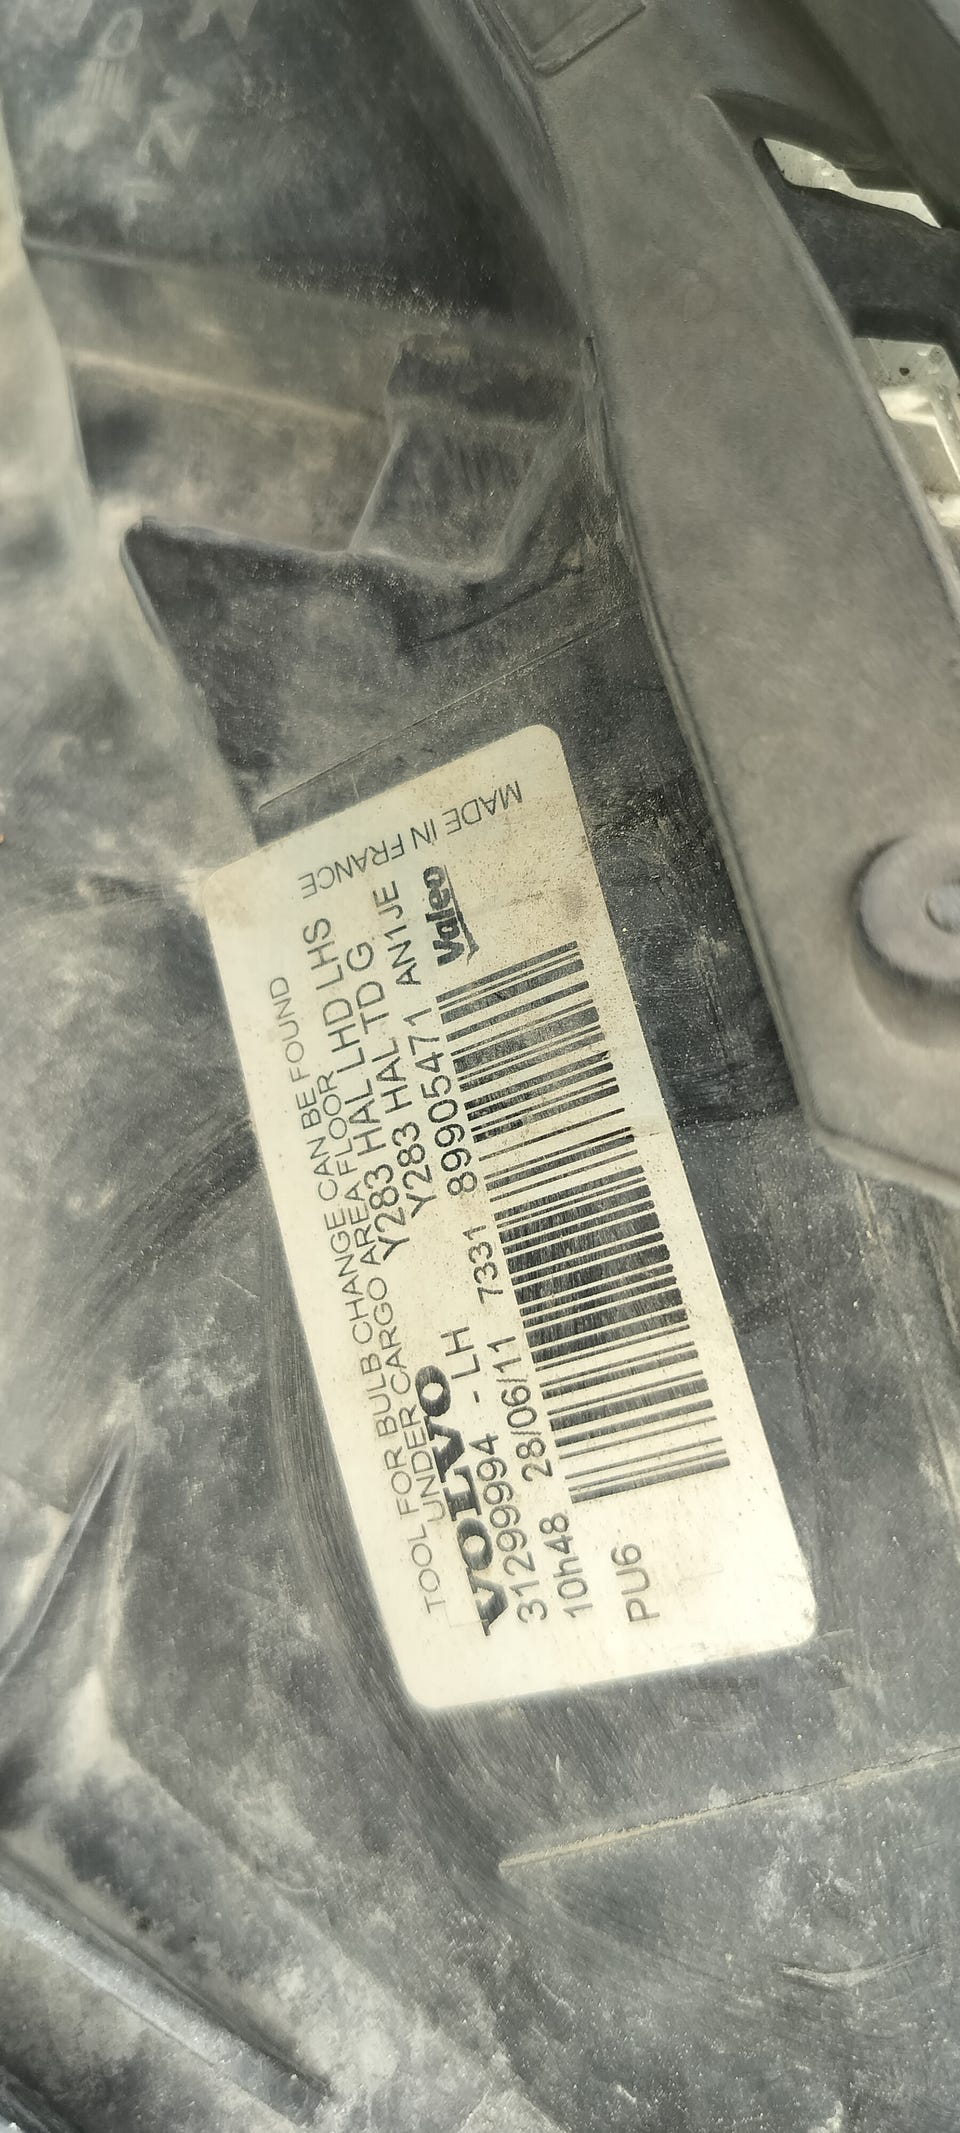 MADE IN FRANCE
TOOL FOR BULB CHANGE CAN BE FOUND
UNDER CARGO AREA FLOOR
Y283 HAL LHD LHS
VOLVO
Y283 HAL TD G
- LH
Y283
AN1JE
31299994
7331
89905471
Valeo
10h48
28/06/11
PU6